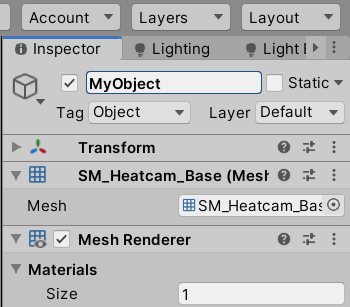 Account Layers Layout
Inspector Lighting Light E
MyObject Static
Tag Object Layer Default
Transform
SM_Heatcam_Base (Mesh
Mesh SM_Heatcam_Bas
Mesh Renderer
Materials
Size 1